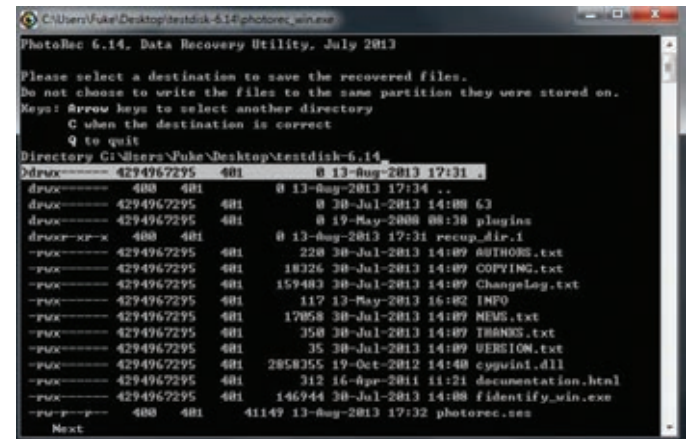 C:\Users\Fuke\Desktop\testdisk-6.14\photorec_win.exe
PhotoRec 6.14, Data Recovery Utility, July 2013
Please select a destination to save the recovered files.
Do not choose to write the files to the same partition they were stored on.
Keys: Arrow keys to select another directory
C when the destination is correct
Q to quit
Directory C:\Users\Fuke\Desktop\testdisk-6.14
>drwx------ 4294967295 401 0 13-Aug-2013 17:31 .
drwx------ 400 401 0 13-Aug-2013 17:34 ..
drwx------ 4294967295 401 0 30-Jul-2013 14:08 63
drwx------ 4294967295 401 0 19-May-2008 08:38 plugins
drwxr-xr-x 400 401 0 13-Aug-2013 17:31 recup_dir.1
-rwx------ 4294967295 401 220 30-Jul-2013 14:09 AUTHORS.txt
-rwx------ 4294967295 401 18326 30-Jul-2013 14:09 COPYING.txt
-rwx------ 4294967295 401 159483 30-Jul-2013 14:09 ChangeLog.txt
-rwx------ 4294967295 401 117 13-May-2013 16:02 INFO
-rwx------ 4294967295 401 17058 30-Jul-2013 14:09 NEWS.txt
-rwx------ 4294967295 401 350 30-Jul-2013 14:09 THANKS.txt
-rwx------ 4294967295 401 35 30-Jul-2013 14:09 VERSION.txt
-rwx------ 4294967295 401 2858355 19-Oct-2012 14:40 cygwin1.dll
-rwx------ 4294967295 401 312 16-Apr-2011 11:21 documentation.html
-rwx------ 4294967295 401 146944 30-Jul-2013 14:08 fidentify_win.exe
-rw-r--r-- 400 401 41149 13-Aug-2013 17:32 photorec.ses
Next